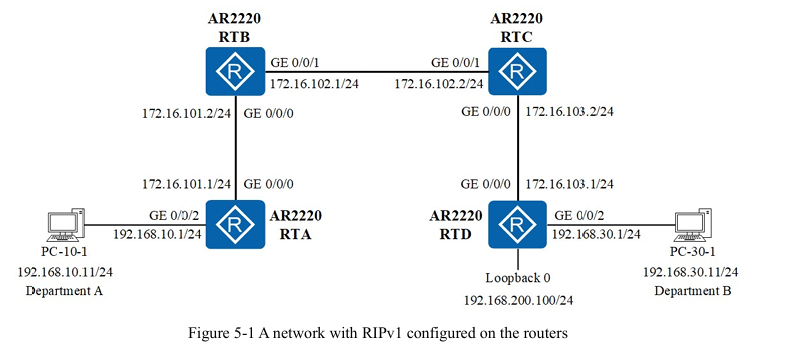 AR2220
RTB
AR2220
RTC
GE 0/0/1
GE 0/0/1
172.16.102.1/24
172.16.102.2/24
172.16.101.2/24
GE 0/0/0
GE 0/0/0
172.16.103.2/24
172.16.101.1/24
GE 0/0/0
GE 0/0/0
172.16.103.1/24
GE 0/0/2
AR2220
RTA
AR2220
RTD
GE 0/0/2
192.168.10.1/24
192.168.30.1/24
PC-10-1
192.168.10.11/24
Department A
Loopback 0
192.168.200.100/24
PC-30-1
192.168.30.11/24
Department B
R
R
R
R
Figure 5-1 A network with RIPv1 configured on the routers